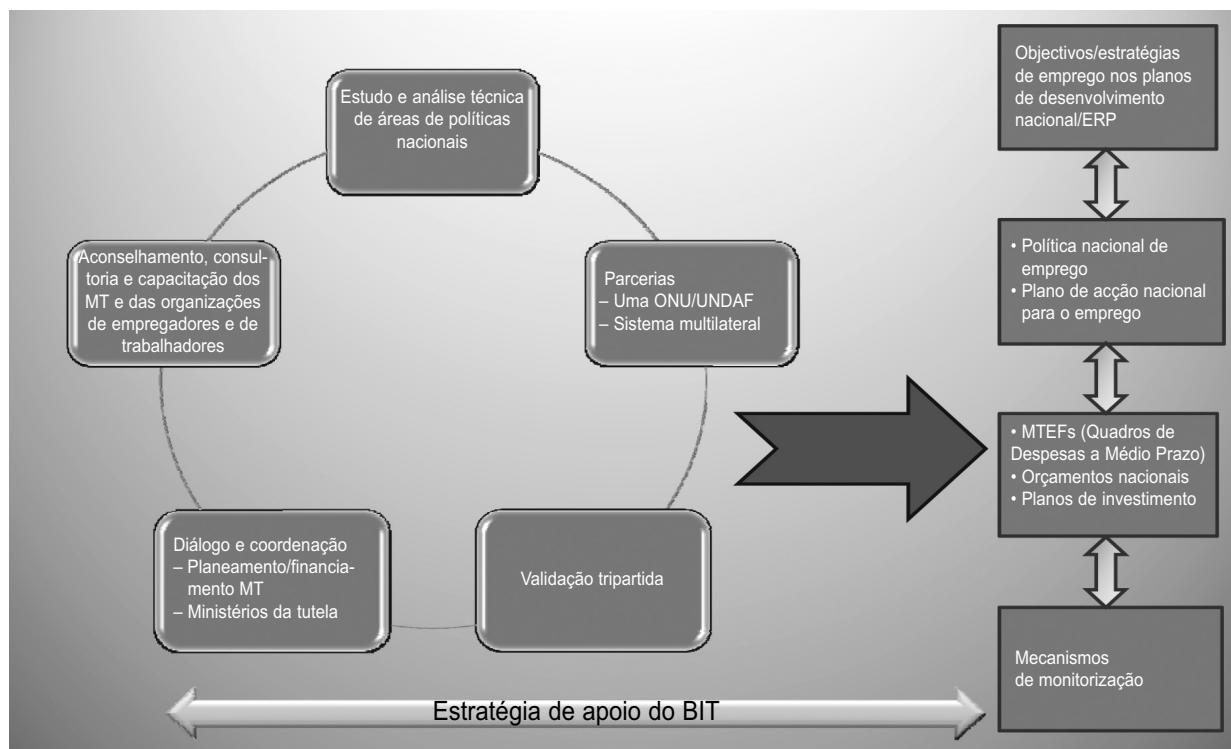 Estudo e análise técnica
de áreas de políticas
nacionais
Aconselhamento, consul-
toria e capacitação dos
MT e das organizações
de empregadores e de
trabalhadores
Parcerias
– Uma ONU/UNDAF
– Sistema multilateral
Diálogo e coordenação
– Planeamento/financia-
mento MT
– Ministérios da tutela
Validação tripartida
Estratégia de apoio do BIT
Objectivos/estratégias
de emprego nos planos
de desenvolvimento
nacional/ERP
• Política nacional de
emprego
• Plano de acção nacional
para o emprego
• MTEFs (Quadros de
Despesas a Médio Prazo)
• Orçamentos nacionais
• Planos de investimento
Mecanismos
de monitorização